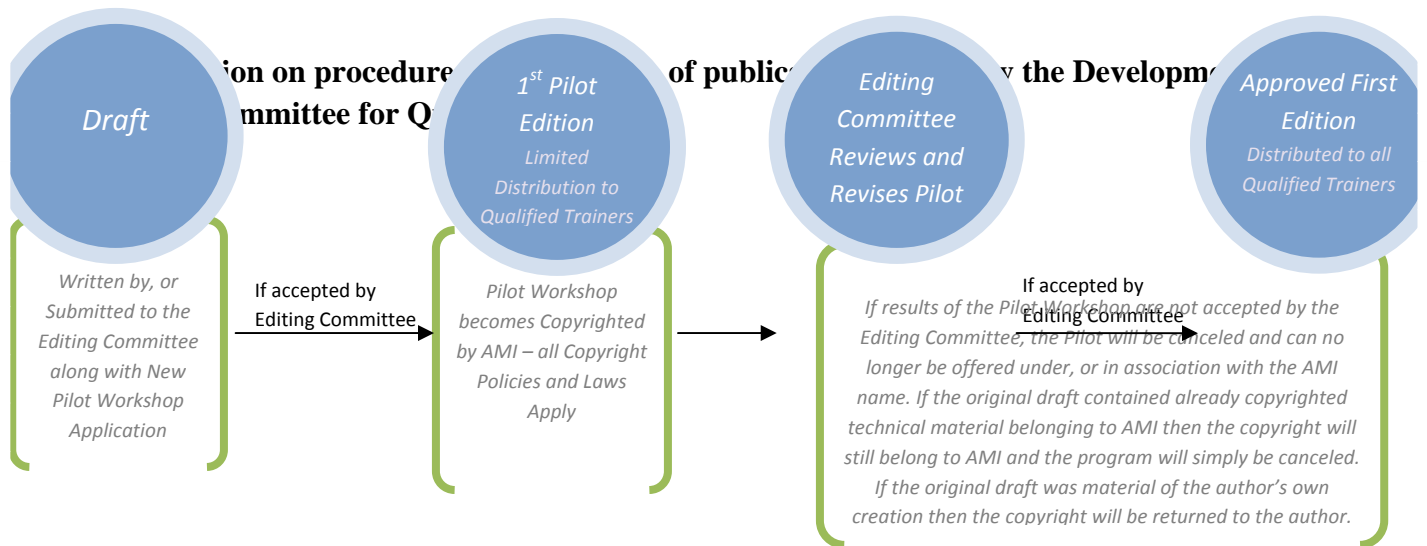 ion on procedure of public y the Developme
mmittee for Q
Draft
1st Pilot
Edition
Limited
Distribution to
Qualified Trainers
Editing
Committee
Reviews and
Revises Pilot
Approved First
Edition
Distributed to all
Qualified Trainers
Written by, or
Submitted to the
Editing Committee
along with New
Pilot Workshop
Application
If accepted by
Editing Committee
Pilot Workshop
becomes Copyrighted
by AMI – all Copyright
Policies and Laws
Apply
If accepted by
Editing Committee
If results of the Pilot Workshop are not accepted by the
Editing Committee, the Pilot will be canceled and can no
longer be offered under, or in association with the AMI
name. If the original draft contained already copyrighted
technical material belonging to AMI then the copyright will
still belong to AMI and the program will simply be canceled.
If the original draft was material of the author’s own
creation then the copyright will be returned to the author.